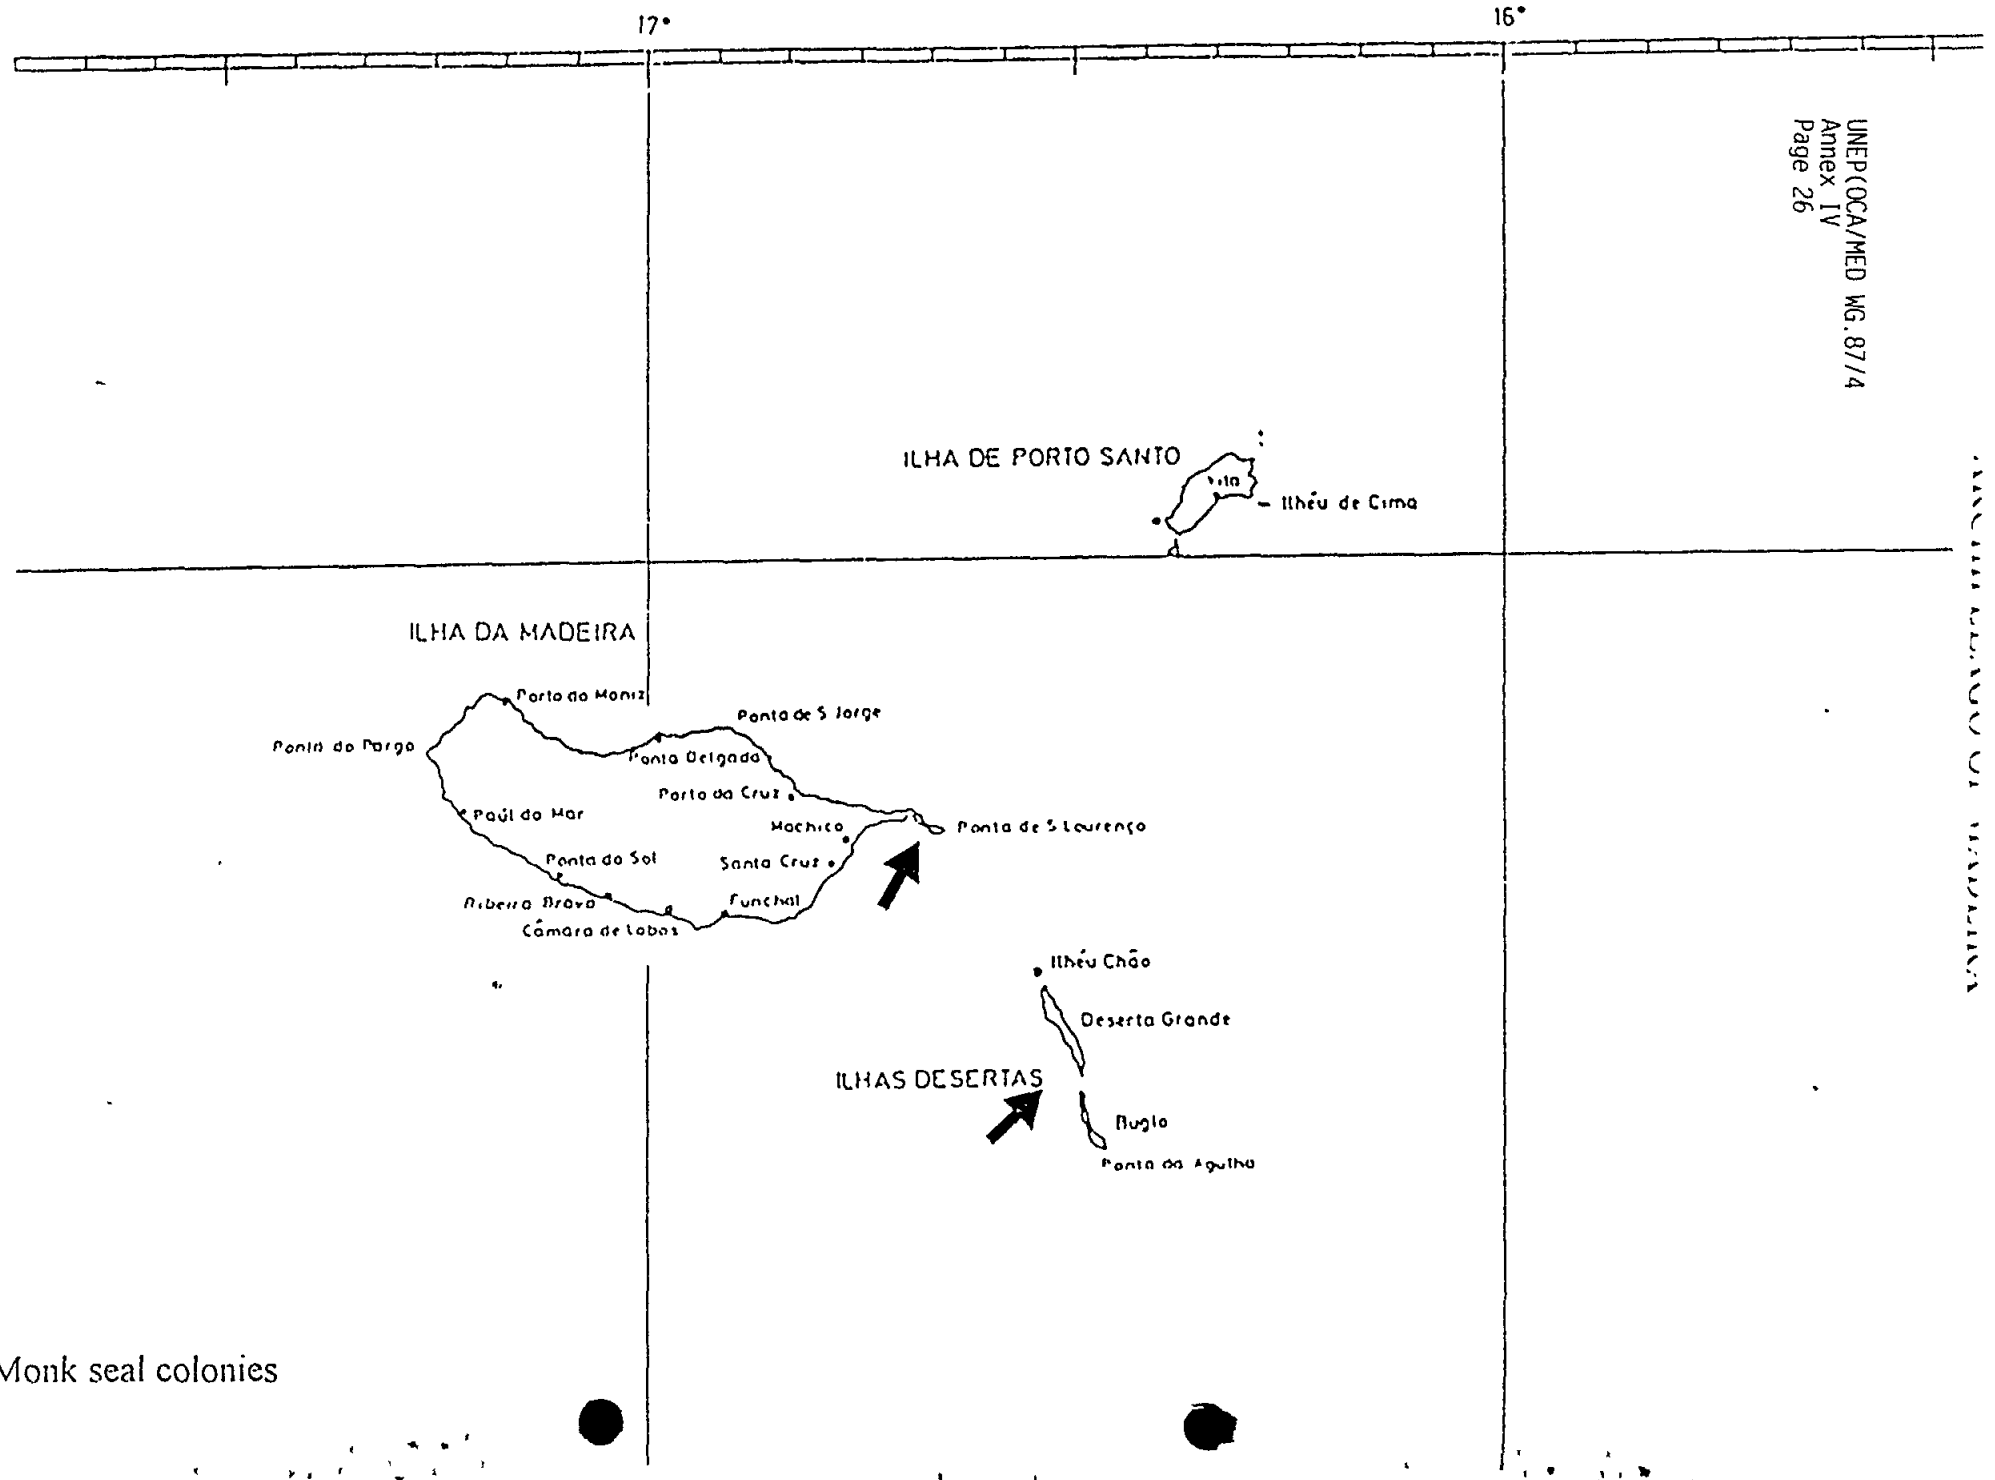 17°
16°
UNEP(OCA/MED WG.87/4
Annex IV
Page 26
ILHA DE PORTO SANTO
Vila
Ilhéu de Cima
ILHA DA MADEIRA
Porto do Moniz
Ponta de S Jorge
Ponta do Pargo
Ponta Delgada
Porto da Cruz
Paúl do Mar
Machico
Ponta de S Lourenço
Ponta do Sol
Santa Cruz
Ribeira Brava
Funchal
Câmara de Lobos
Ilhéu Chão
Deserta Grande
ILHAS DESERTAS
Bugio
Ponta da Agulha
Monk seal colonies